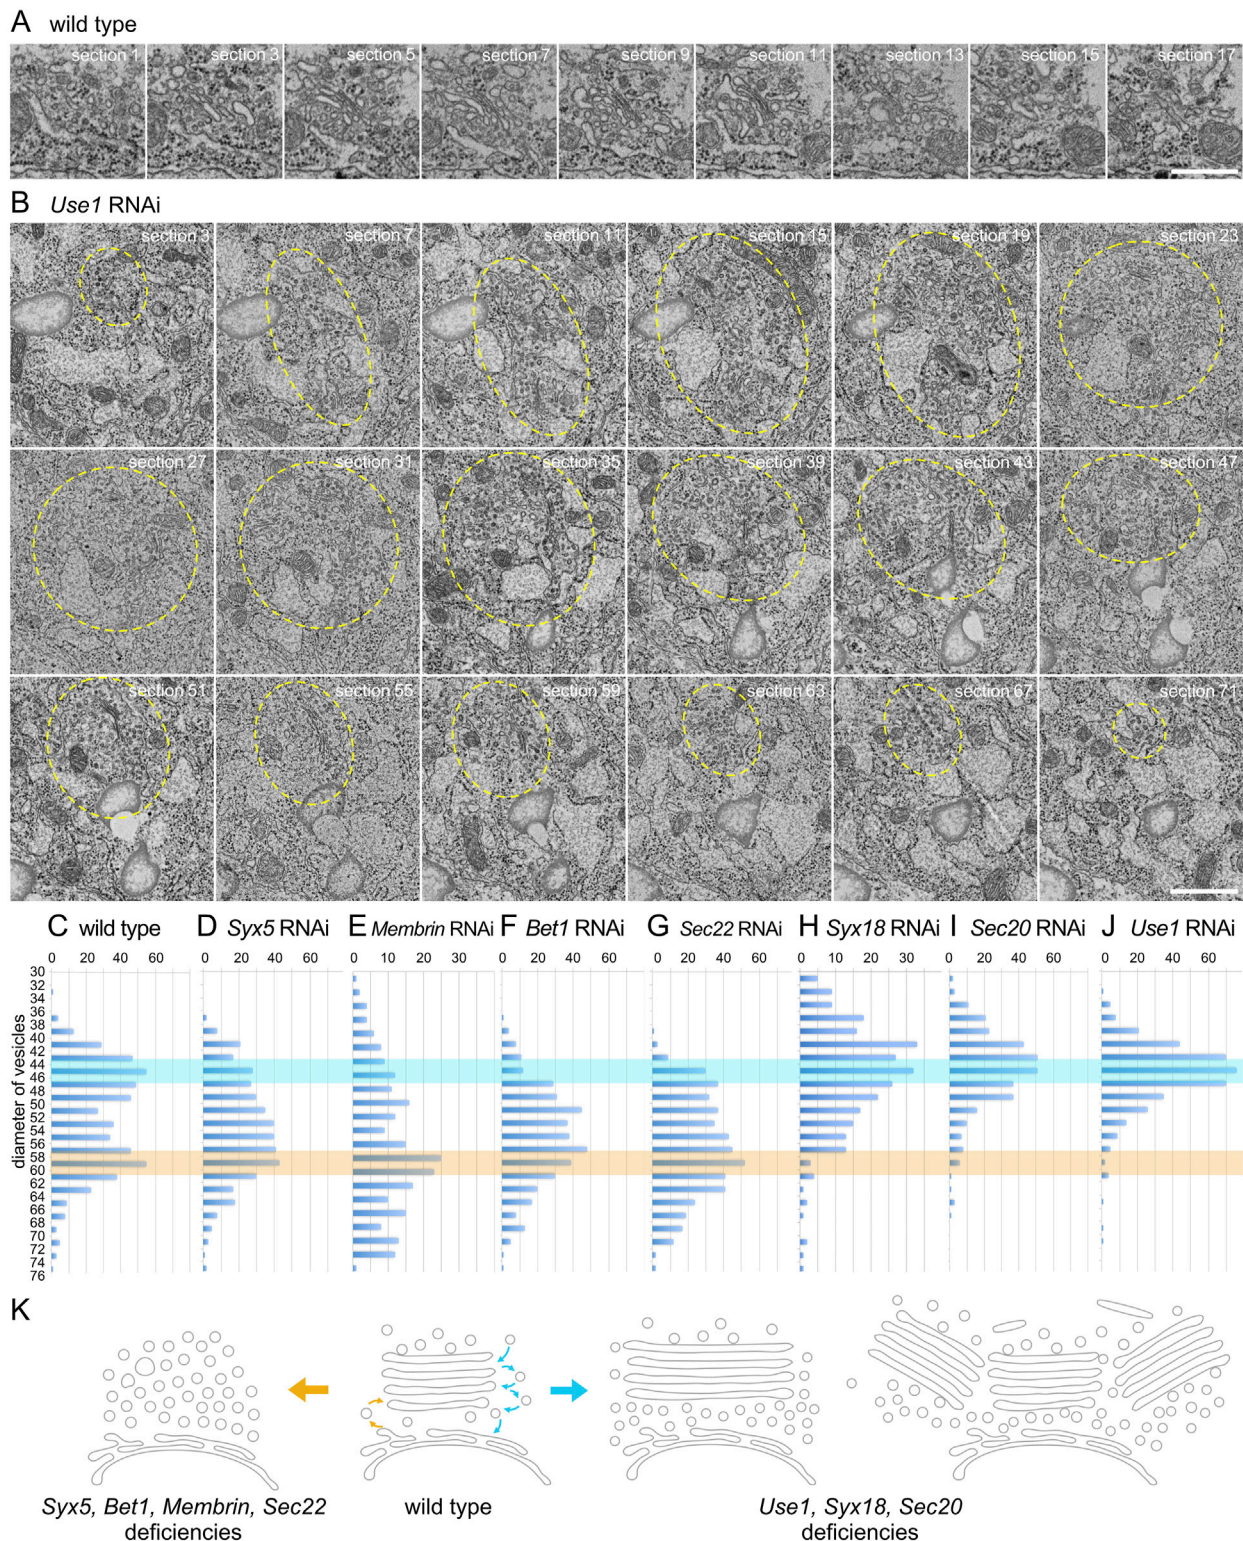 A wild type
section 1 section 3 section 5 section 7 section 9 section 11 section 13 section 15 section 17
B Use1 RNAi
section 3 section 7 section 11 section 15 section 19 section 23
section 27 section 31 section 35 section 39 section 43 section 47
section 51 section 55 section 59 section 63 section 67 section 71
C wild type D Syx5 RNAi E Membrin RNAi F Bet1 RNAi G Sec22 RNAi H Syx18 RNAi I Sec20 RNAi J Use1 RNAi
0 20 40 60 0 20 40 60 0 10 20 30 0 20 40 60 0 20 40 60 0 10 20 30 0 20 40 60 0 20 40 60
diameter of vesicles
30
32
34
36
38
40
42
44
46
48
50
52
54
56
58
60
62
64
66
68
70
72
74
76
K
Syx5, Bet1, Membrin, Sec22 wild type Use1, Syx18, Sec20
deficiencies deficiencies